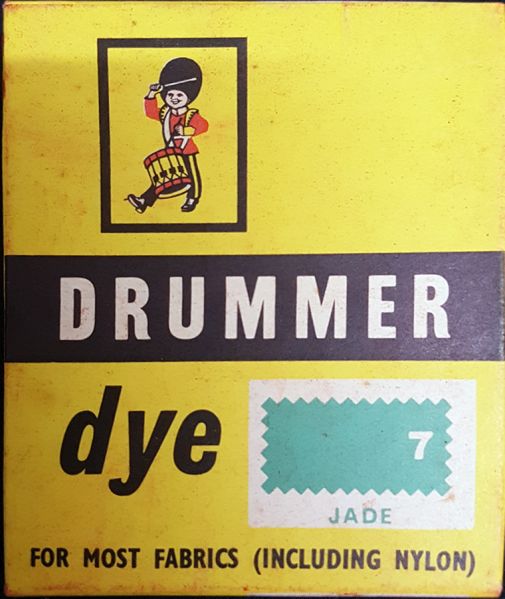 DRUMMER
dye
7
JADE
FOR MOST FABRICS (INCLUDING NYLON)